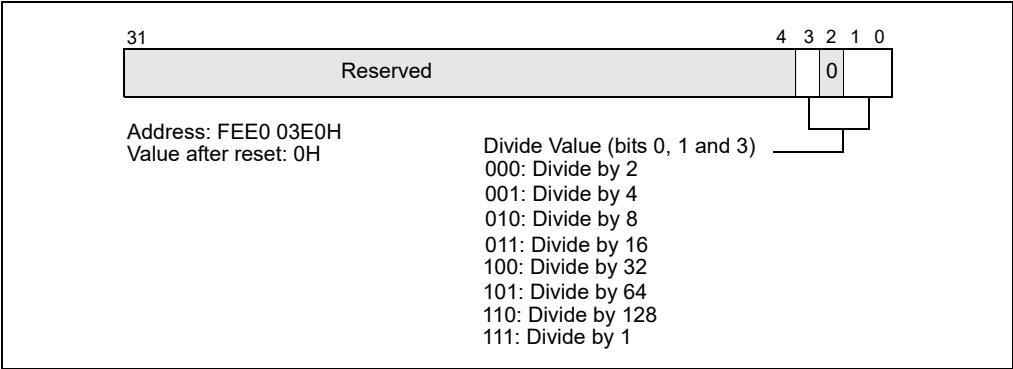 31 4 3 2 1 0
Reserved 0
Address: FEE0 03E0H
Value after reset: 0H
Divide Value (bits 0, 1 and 3)
000: Divide by 2
001: Divide by 4
010: Divide by 8
011: Divide by 16
100: Divide by 32
101: Divide by 64
110: Divide by 128
111: Divide by 1